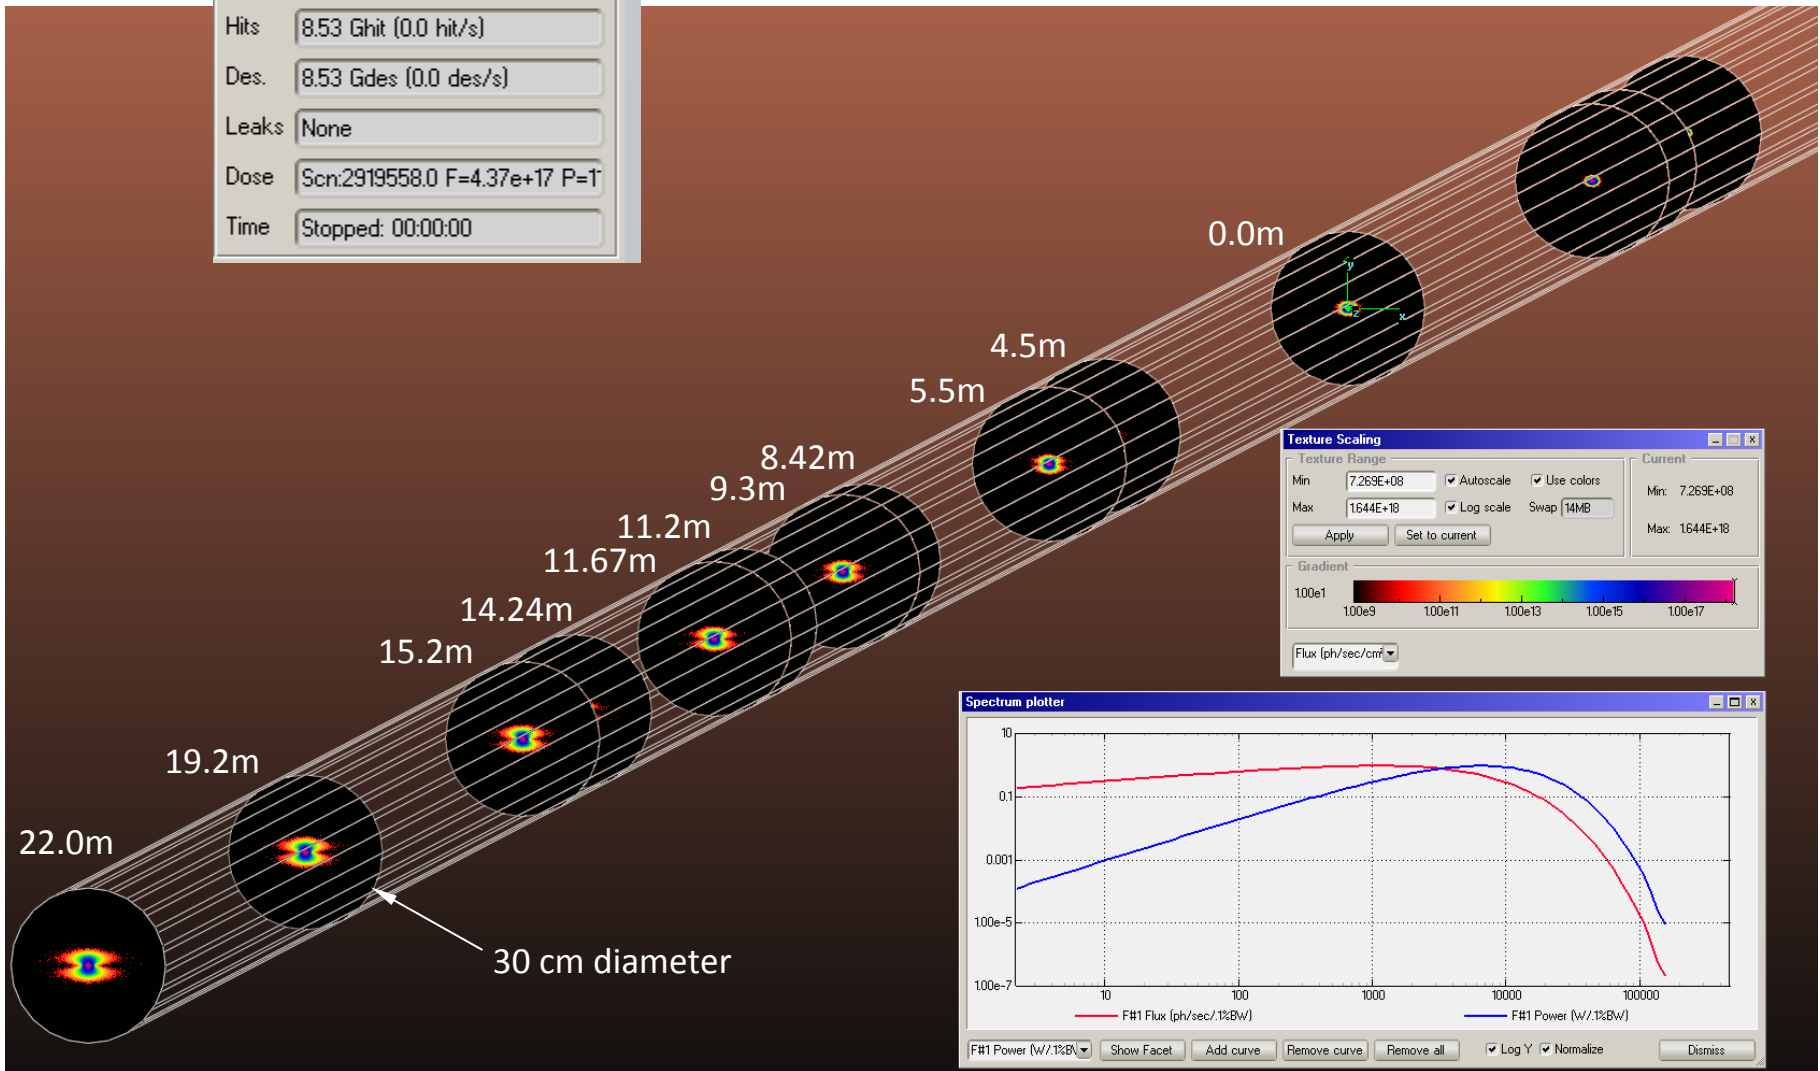 Hits 8.53 Ghit (0.0 hit/s)
Des. 8.53 Gdes (0.0 des/s)
Leaks None
Dose Scn:2919558.0 F=4.37e+17 P=1
Time Stopped: 00:00:00
0.0m
4.5m
5.5m
8.42m
9.3m
11.2m
11.67m
14.24m
15.2m
19.2m
22.0m
30 cm diameter
y
z
x
Texture Scaling
Texture Range
Min 7.269E+08 Autoscale Use colors
Max 1.644E+18 Log scale Swap 14MB
Apply Set to current
Current
Min: 7.269E+08
Max: 1.644E+18
Gradient
1.00e1
1.00e9 1.00e11 1.00e13 1.00e15 1.00e17
Flux (ph/sec/cm²
Spectrum plotter
10
0.1
0.001
1.00e-5
1.00e-7
10 100 1000 10000 100000
F#1 Flux (ph/sec/.1%BW)
F#1 Power (W/.1%BW)
F#1 Power (W/.1%B Show Facet Add curve Remove curve Remove all Log Y Normalize Dismiss